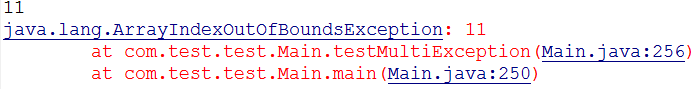 11
java.lang.ArrayIndexOutOfBoundsException: 11
at com.test.test.Main.testMultiException(Main.java:256)
at com.test.test.Main.main(Main.java:250)